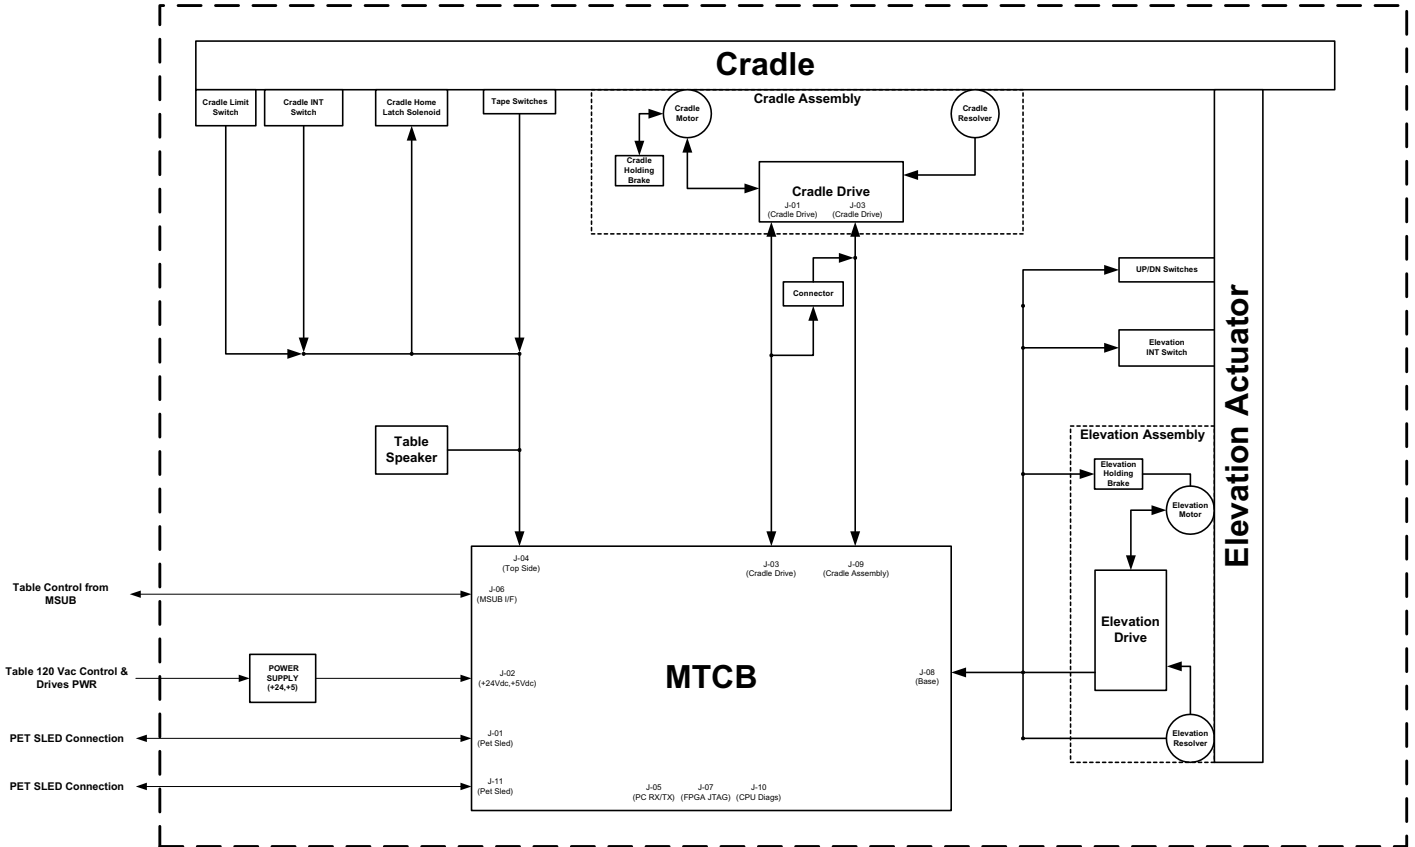 Cradle
Cradle Limit
Switch
Cradle INT
Switch
Cradle Home
Latch Solenoid
Tape Switches
Cradle Assembly
Cradle
Motor
Cradle
Resolver
Cradle
Holding
Brake
Cradle Drive
J-01
(Cradle Drive)
J-03
(Cradle Drive)
Connector
UP/DN Switches
Elevation
INT Switch
Elevation Actuator
Table
Speaker
Elevation Assembly
Elevation
Holding
Brake
Elevation
Motor
Elevation
Drive
Elevation
Resolver
J-04
(Top Side)
J-03
(Cradle Drive)
J-09
(Cradle Assembly)
Table Control from
MSUB
J-06
(MSUB I/F)
Table 120 Vac Control &
Drives PWR
POWER
SUPPLY
(+24,+5)
J-02
(+24Vdc,+5Vdc)
MTCB
J-08
(Base)
PET SLED Connection
J-01
(Pet Sled)
PET SLED Connection
J-11
(Pet Sled)
J-05
(PC RX/TX)
J-07
(FPGA JTAG)
J-10
(CPU Diags)